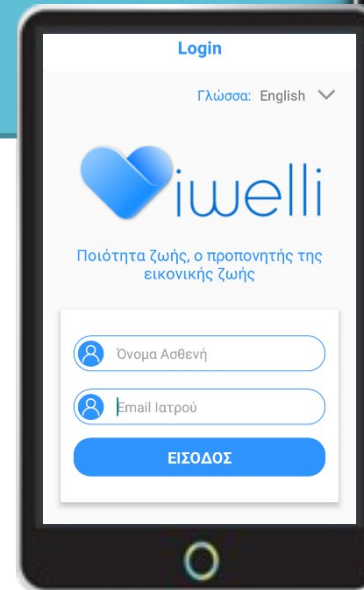 Login
Γλώσσα: English
iwelli
Ποιότητα ζωής, ο προπονητής της
εικονικής ζωής
Όνομα Ασθενή
Email Ιατρού
ΕΙΣΟΔΟΣ